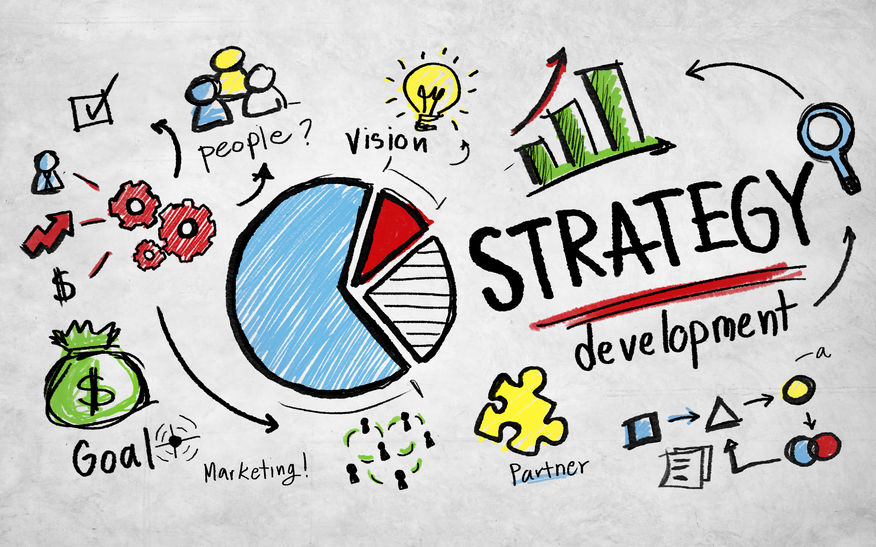 people?
Vision
STRATEGY
development
a
$
$
Goal
Marketing!
Partner